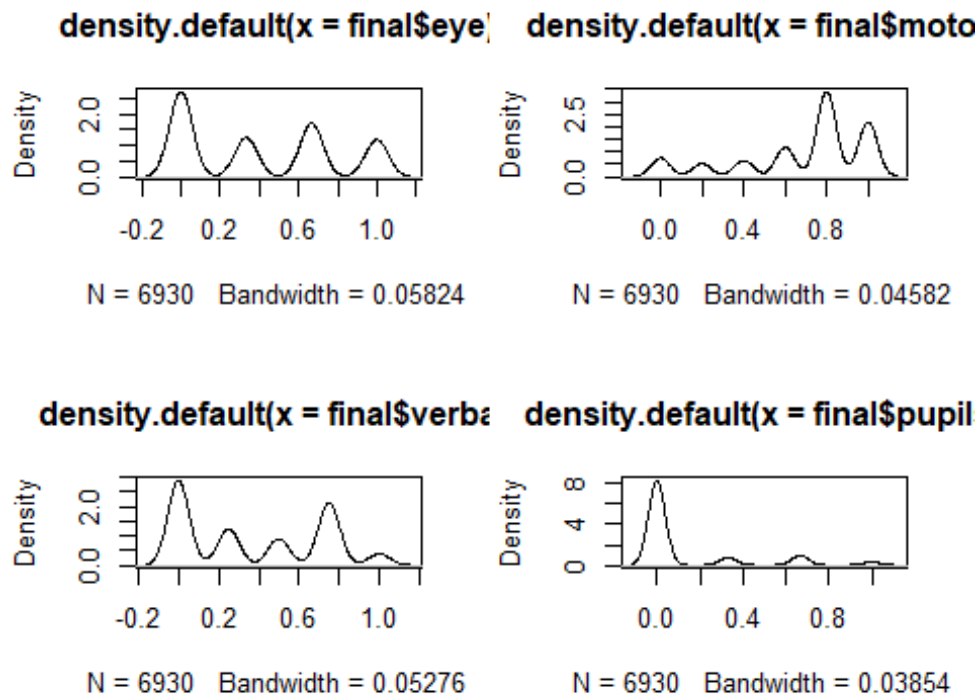 density.default(x = final$eye)
Density
0.0 2.0
-0.2 0.2 0.6 1.0
N = 6930 Bandwidth = 0.05824
density.default(x = final$moto
Density
0.0 2.5
0.0 0.4 0.8
N = 6930 Bandwidth = 0.04582
density.default(x = final$verba
Density
0.0 2.0
-0.2 0.2 0.6 1.0
N = 6930 Bandwidth = 0.05276
density.default(x = final$pupil
Density
0 4 8
0.0 0.4 0.8
N = 6930 Bandwidth = 0.03854